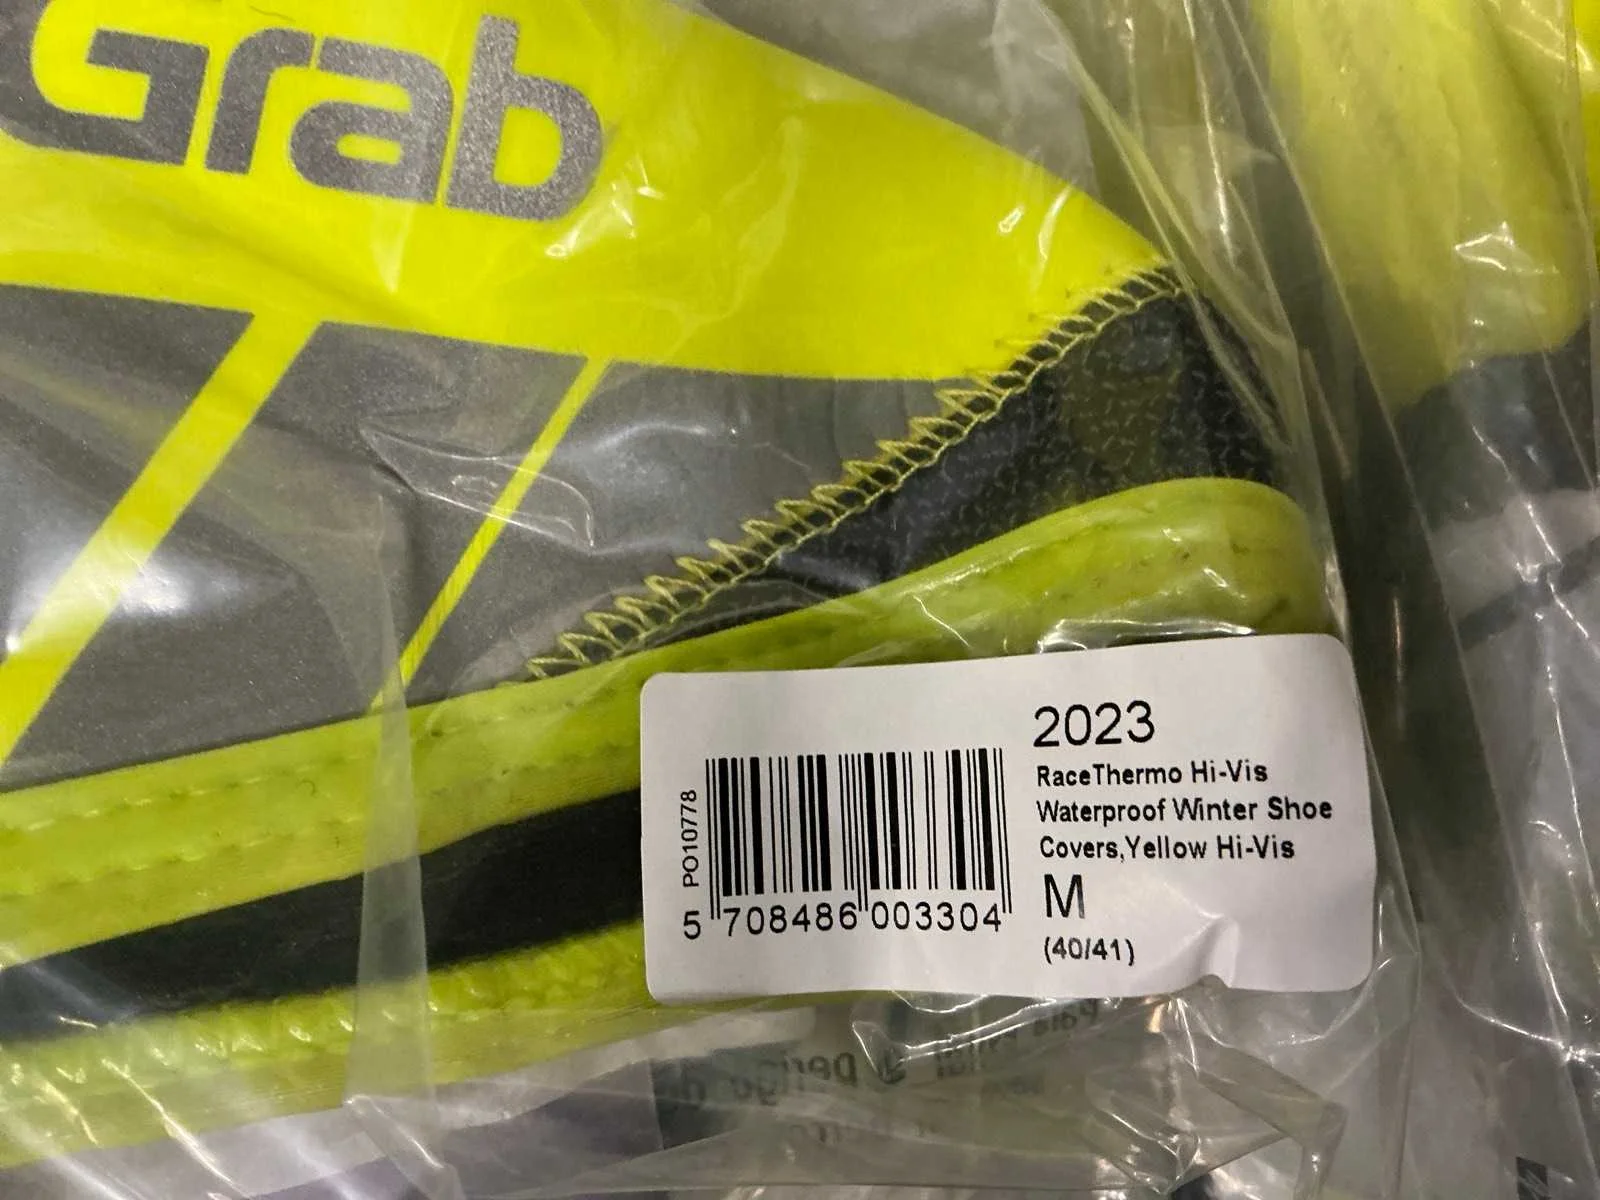 Grab
2023
RaceThermo Hi-Vis
Waterproof Winter Shoe
Covers,Yellow Hi-Vis
M
(40/41)
PO10778
5 708486 003304